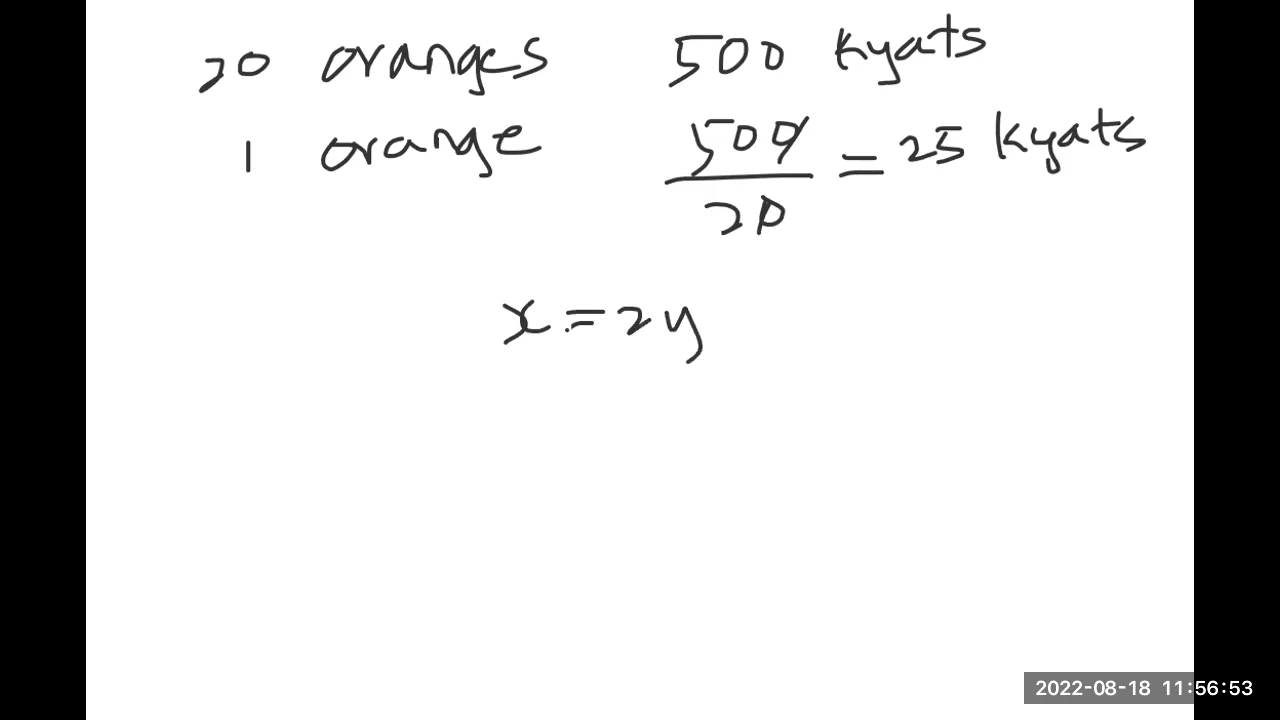 20 oranges 500 kyats
1 orange 500/20 = 25 kyats
x = 2y
2022-08-18 11:56:53